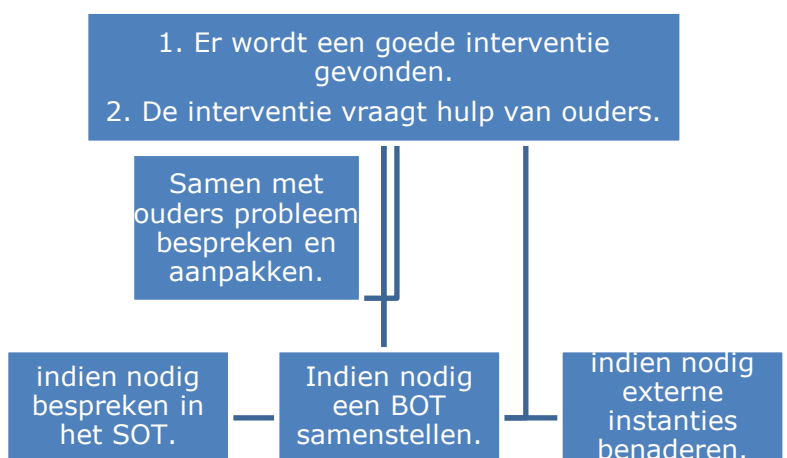 1. Er wordt een goede interventie
gevonden.
2. De interventie vraagt hulp van ouders.
Samen met
ouders probleem
bespreken en
aanpakken.
indien nodig
bespreken in
het SOT.
Indien nodig
een BOT
samenstellen.
indien nodig
externe
instanties
benaderen.